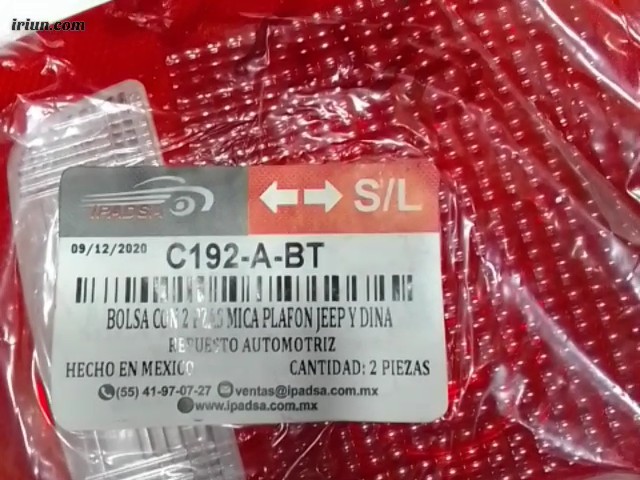 iriun.com
IPADSA
S/L
09/12/2020
C192-A-BT
BOLSA CON 2 PZAS MICA PLAFON JEEP Y DINA
REPUESTO AUTOMOTRIZ
HECHO EN MEXICO
CANTIDAD: 2 PIEZAS
(55) 41-97-07-27 ventas@ipadsa.com.mx
www.ipadsa.com.mx